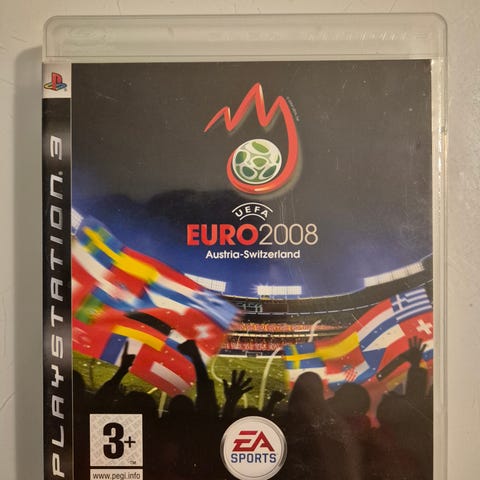 PLAYSTATION 3
UEFA
EURO2008
Austria-Switzerland
3+
www.pegi.info
EA
SPORTS